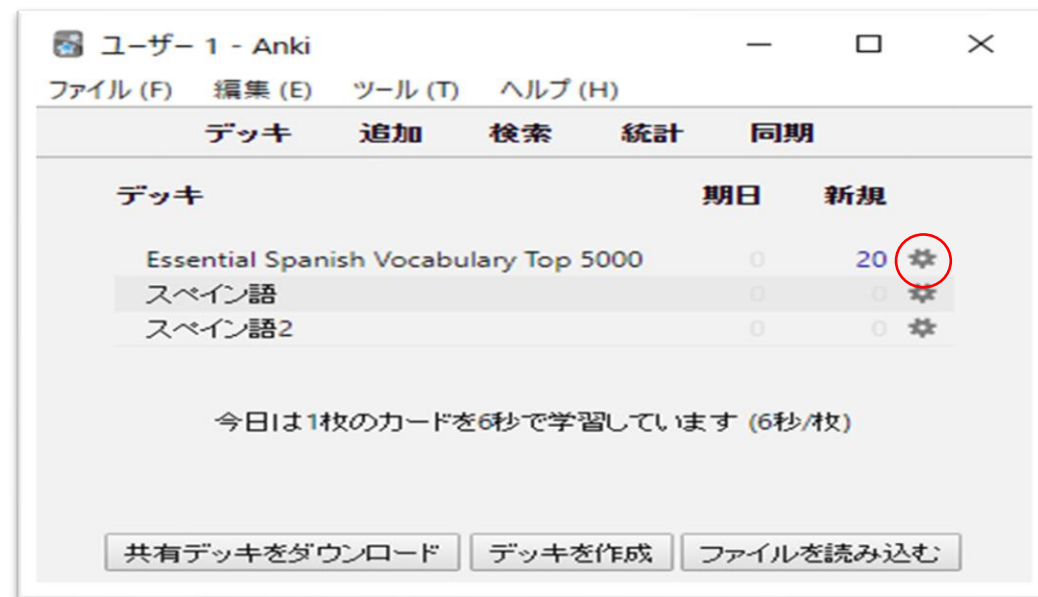 ユーザー 1 - Anki
ファイル (F) 編集 (E) ツール (T) ヘルプ (H)
デッキ 追加 検索 統計 同期
デッキ 期日 新規
Essential Spanish Vocabulary Top 5000 0 20
スペイン語 0 0
スペイン語2 0 0
今日は1枚のカードを6秒で学習しています (6秒/枚)
共有デッキをダウンロード デッキを作成 ファイルを読み込む